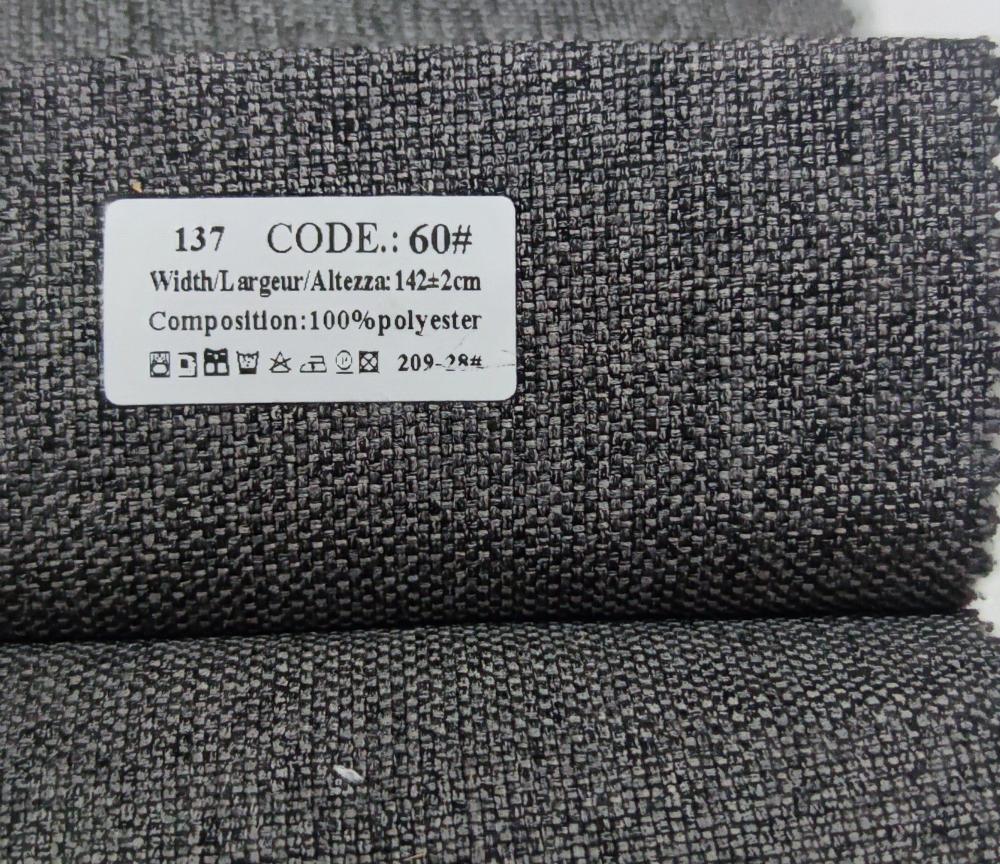 137 CODE.: 60#
Width/Largeur/Altezza: 142±2cm
Composition:100%polyester
209-28#